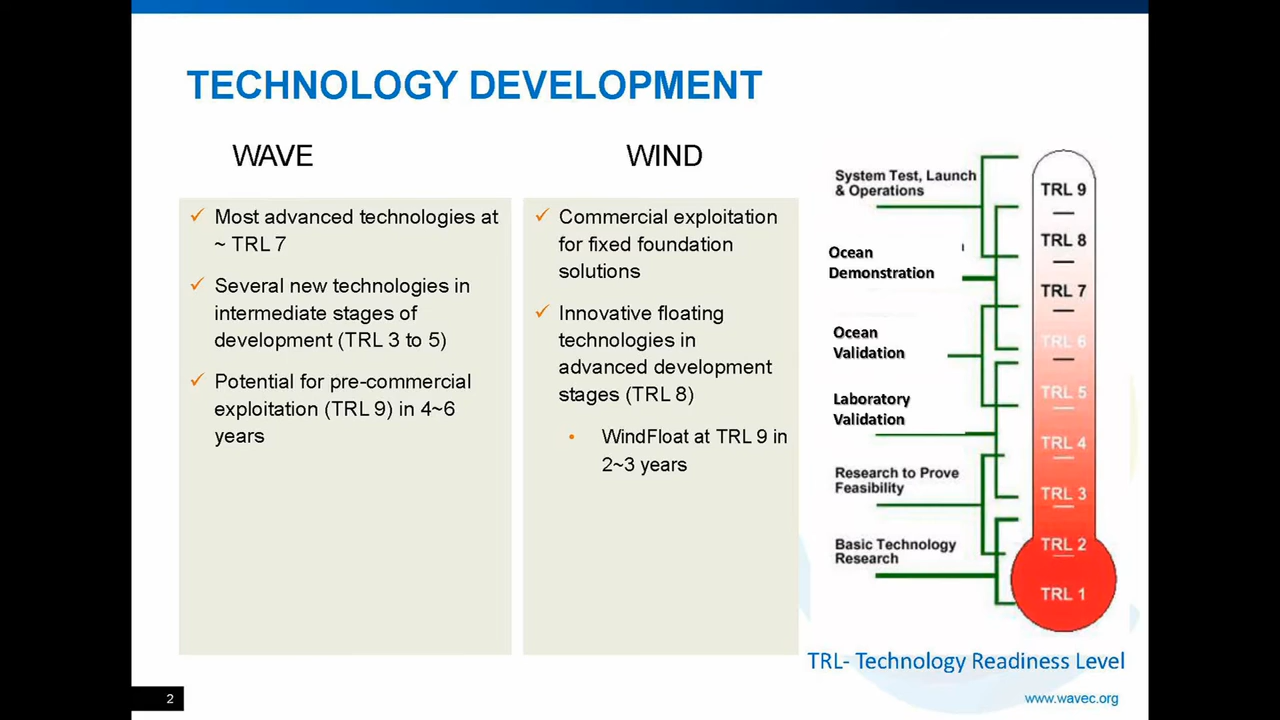 TECHNOLOGY DEVELOPMENT
WAVE
Most advanced technologies at
~ TRL 7
Several new technologies in
intermediate stages of
development (TRL 3 to 5)
Potential for pre-commercial
exploitation (TRL 9) in 4~6
years
WIND
Commercial exploitation
for fixed foundation
solutions
Innovative floating
technologies in
advanced development
stages (TRL 8)
WindFloat at TRL 9 in
2~3 years
System Test, Launch
& Operations
Ocean
Demonstration
Ocean
Validation
Laboratory
Validation
Research to Prove
Feasibility
Basic Technology
Research
TRL 9
TRL 8
TRL 7
TRL 6
TRL 5
TRL 4
TRL 3
TRL 2
TRL 1
TRL- Technology Readiness Level
2
www.wavec.org